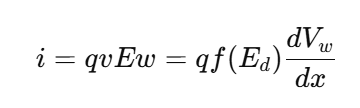 i = qvEw = qf(E_d) \frac{dV_w}{dx}